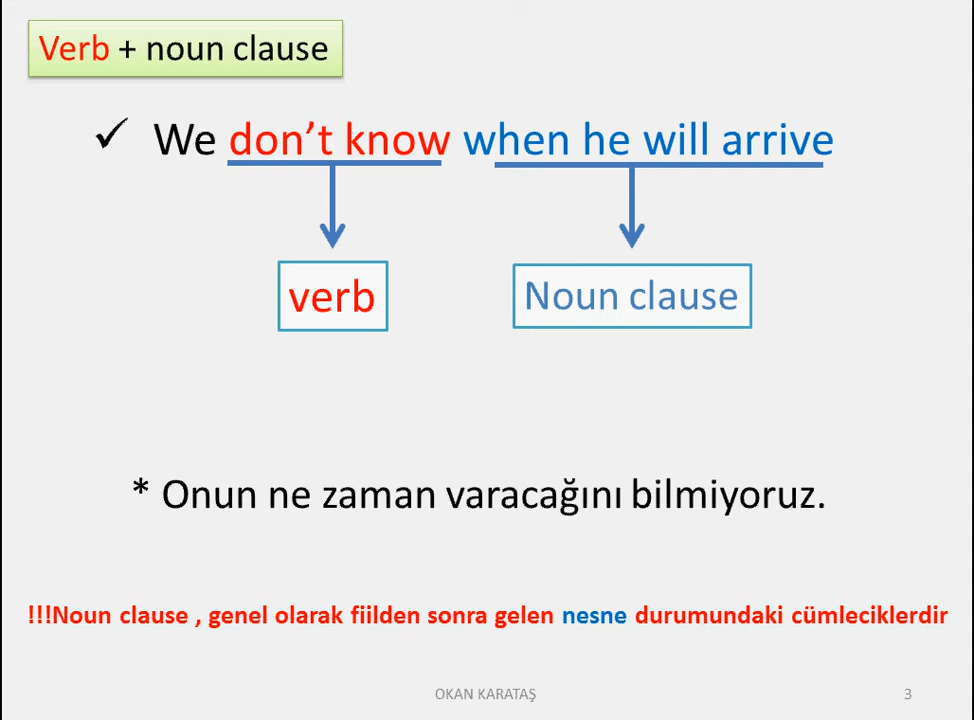 Verb + noun clause
✓ We don’t know when he will arrive
verb
Noun clause
* Onun ne zaman varacağını bilmiyoruz.
!!!Noun clause , genel olarak fiilden sonra gelen nesne durumundaki cümleciklerdir
OKAN KARATAŞ
3